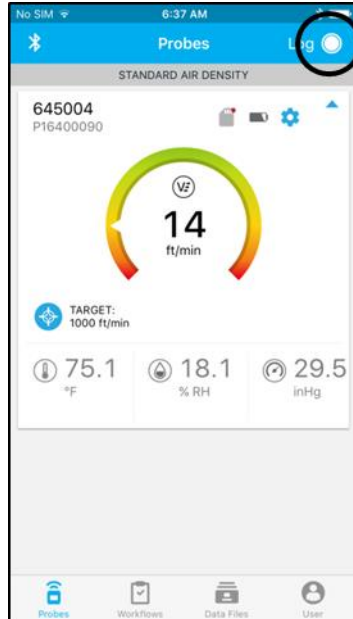 No SIM 6:37 AM
Probes Log
STANDARD AIR DENSITY
645004
P16400090
14
ft/min
TARGET:
1000 ft/min
75.1 18.1 29.5
°F % RH inHg
Probes Workflows Data Files User